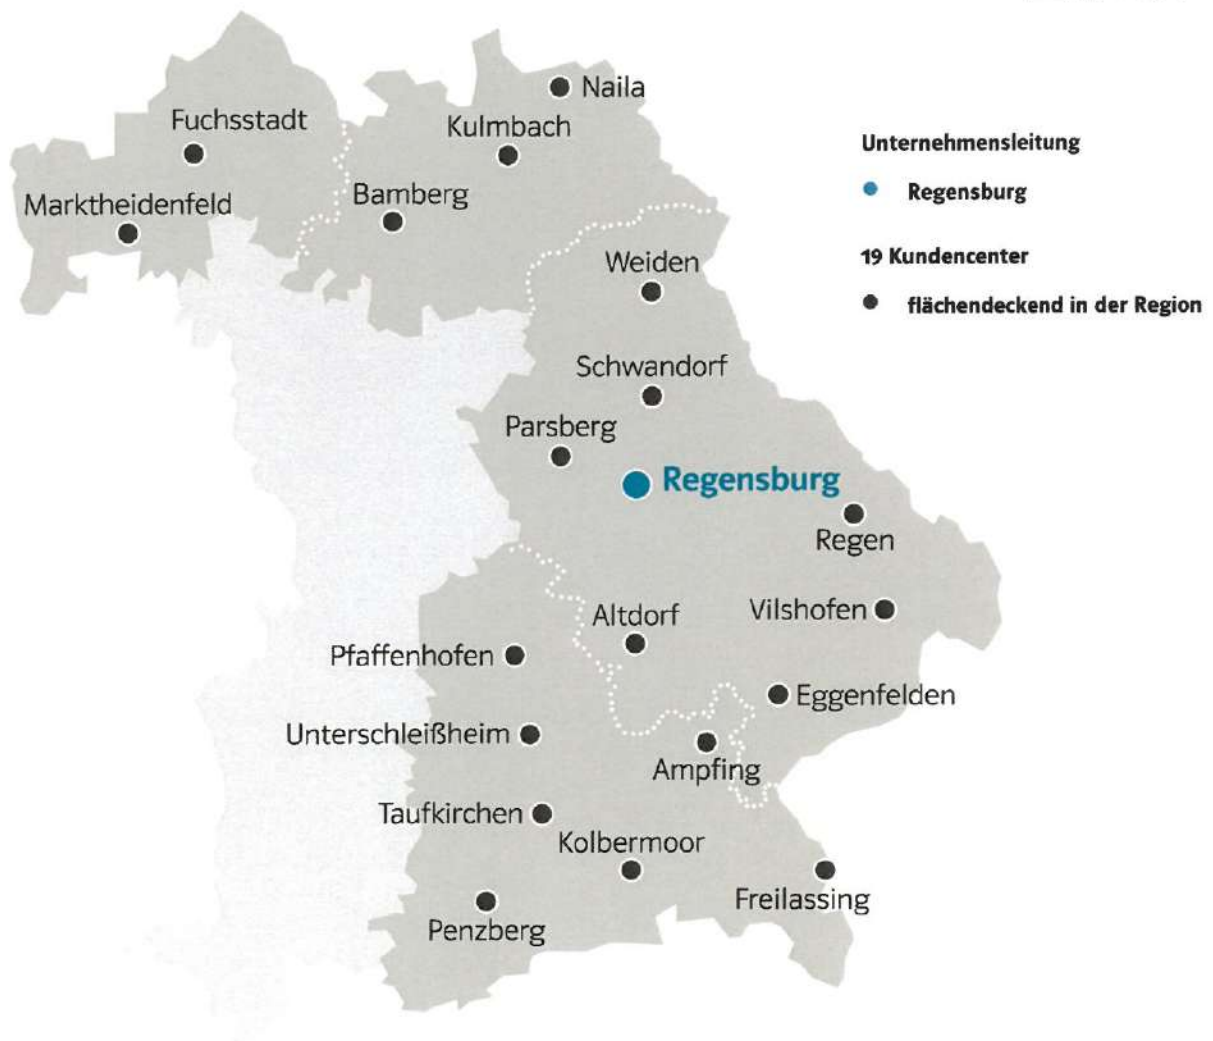 Naila
Fuchsstadt
Kulmbach
Marktheidenfeld
Bamberg
Weiden
Schwandorf
Parsberg
Regensburg
Regen
Altdorf
Vilshofen
Pfaffenhofen
Eggenfelden
Unterschleißheim
Ampfing
Taufkirchen
Kolbermoor
Freilassing
Penzberg
Unternehmensleitung
Regensburg
19 Kundencenter
flächendeckend in der Region